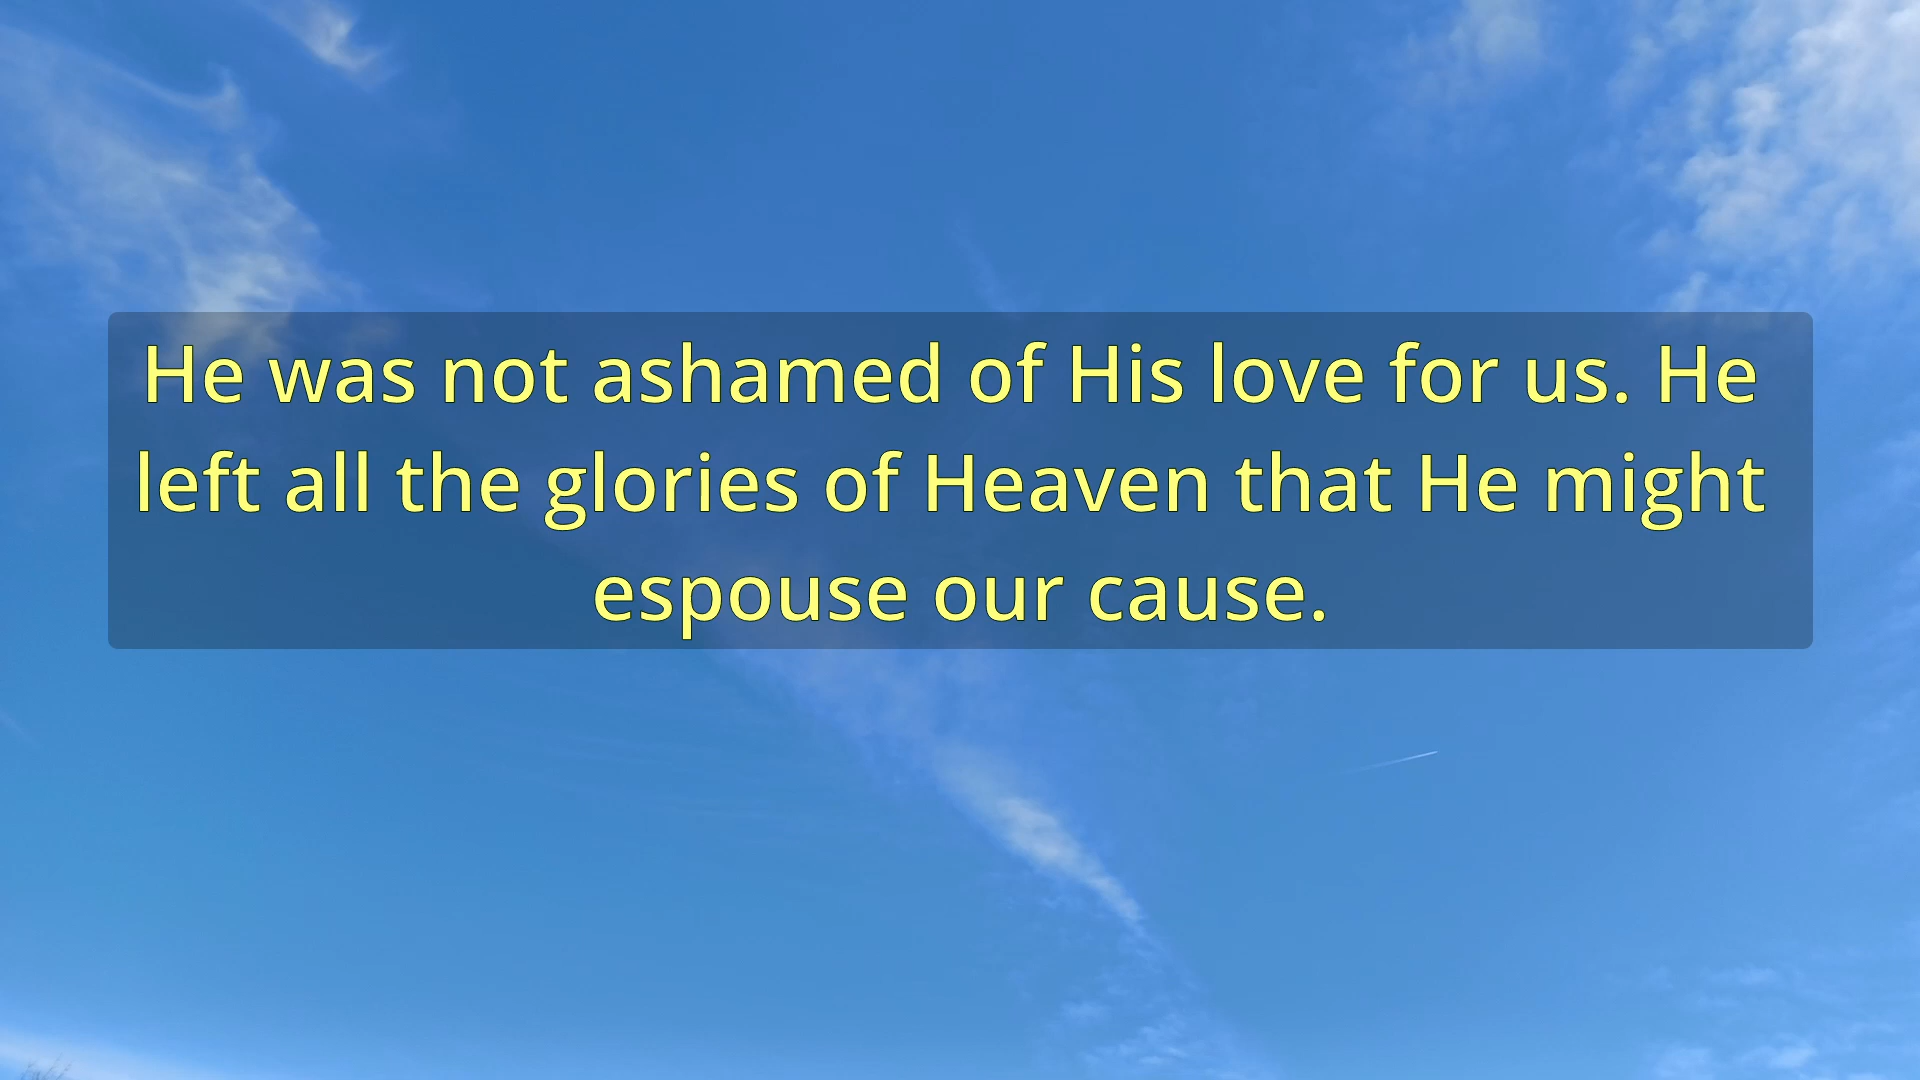 He was not ashamed of His love for us. He
left all the glories of Heaven that He might
espouse our cause.